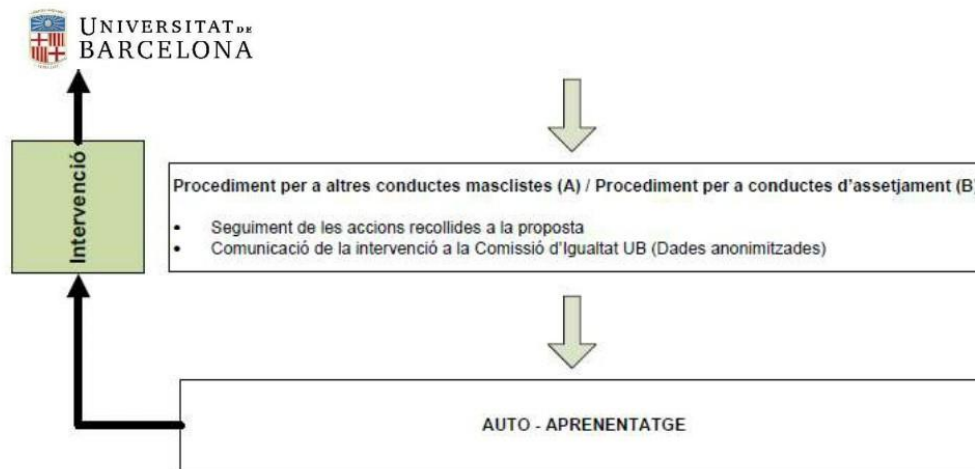 UNIVERSITAT DE
BARCELONA
Intervenció
Procediment per a altres conductes masclistes (A) / Procediment per a conductes d'assetjament (B)
• Seguiment de les accions recollides a la proposta
• Comunicació de la intervenció a la Comissió d'Igualtat UB (Dades anonimitzades)
AUTO - APRENENTATGE